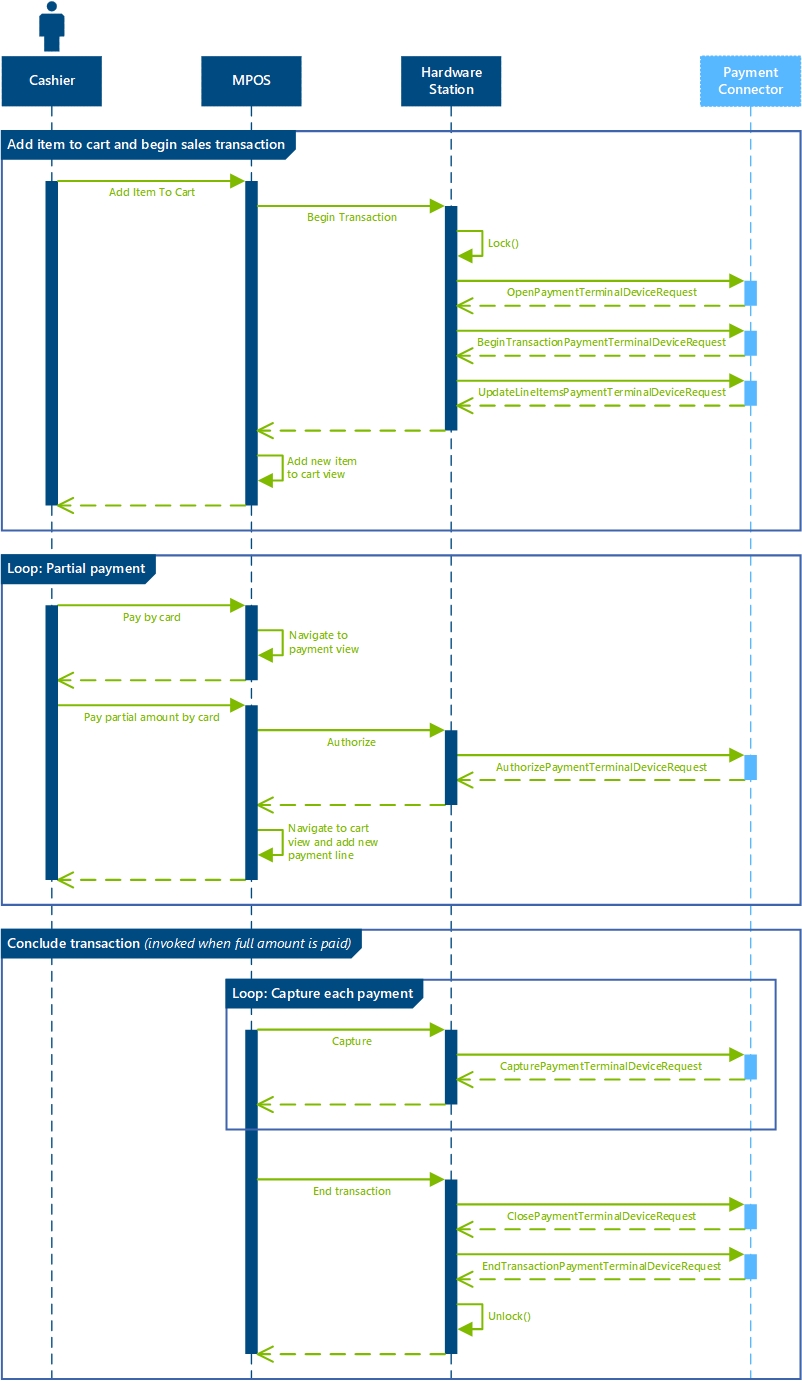 Cashier
MPOS
Hardware
Station
Payment
Connector
Add item to cart and begin sales transaction
Add Item To Cart
Begin Transaction
Lock()
OpenPaymentTerminalDeviceRequest
BeginTransactionPaymentTerminalDeviceRequest
UpdateLineItemsPaymentTerminalDeviceRequest
Add new item
to cart view
Loop: Partial payment
Pay by card
Navigate to
payment view
Pay partial amount by card
Authorize
AuthorizePaymentTerminalDeviceRequest
Navigate to cart
view and add new
payment line
Conclude transaction (invoked when full amount is paid)
Loop: Capture each payment
Capture
CapturePaymentTerminalDeviceRequest
End transaction
ClosePaymentTerminalDeviceRequest
EndTransactionPaymentTerminalDeviceRequest
Unlock()